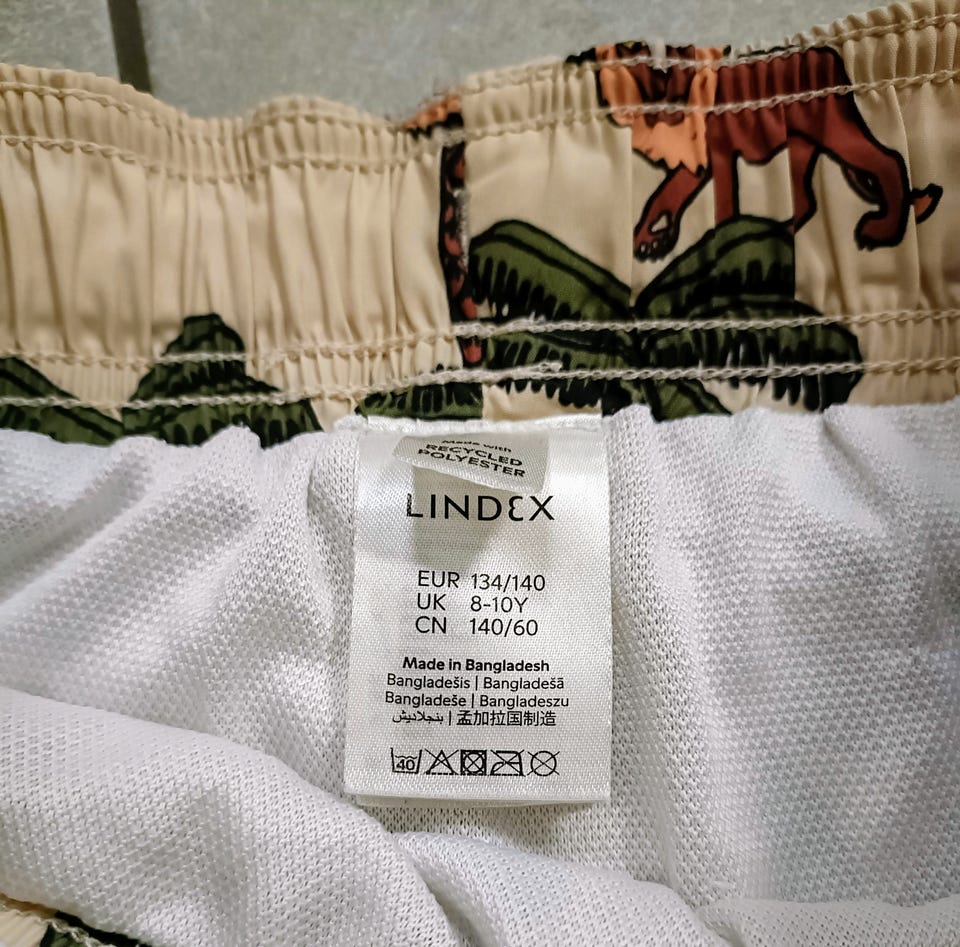 Made with
RECYCLED
POLYESTER
LINDEX
EUR 134/140
UK 8-10Y
CN 140/60
Made in Bangladesh
Bangladešis | Bangladešā
Bangladeše | Bangladeszu
بنجلاديش | 孟加拉国制造
40